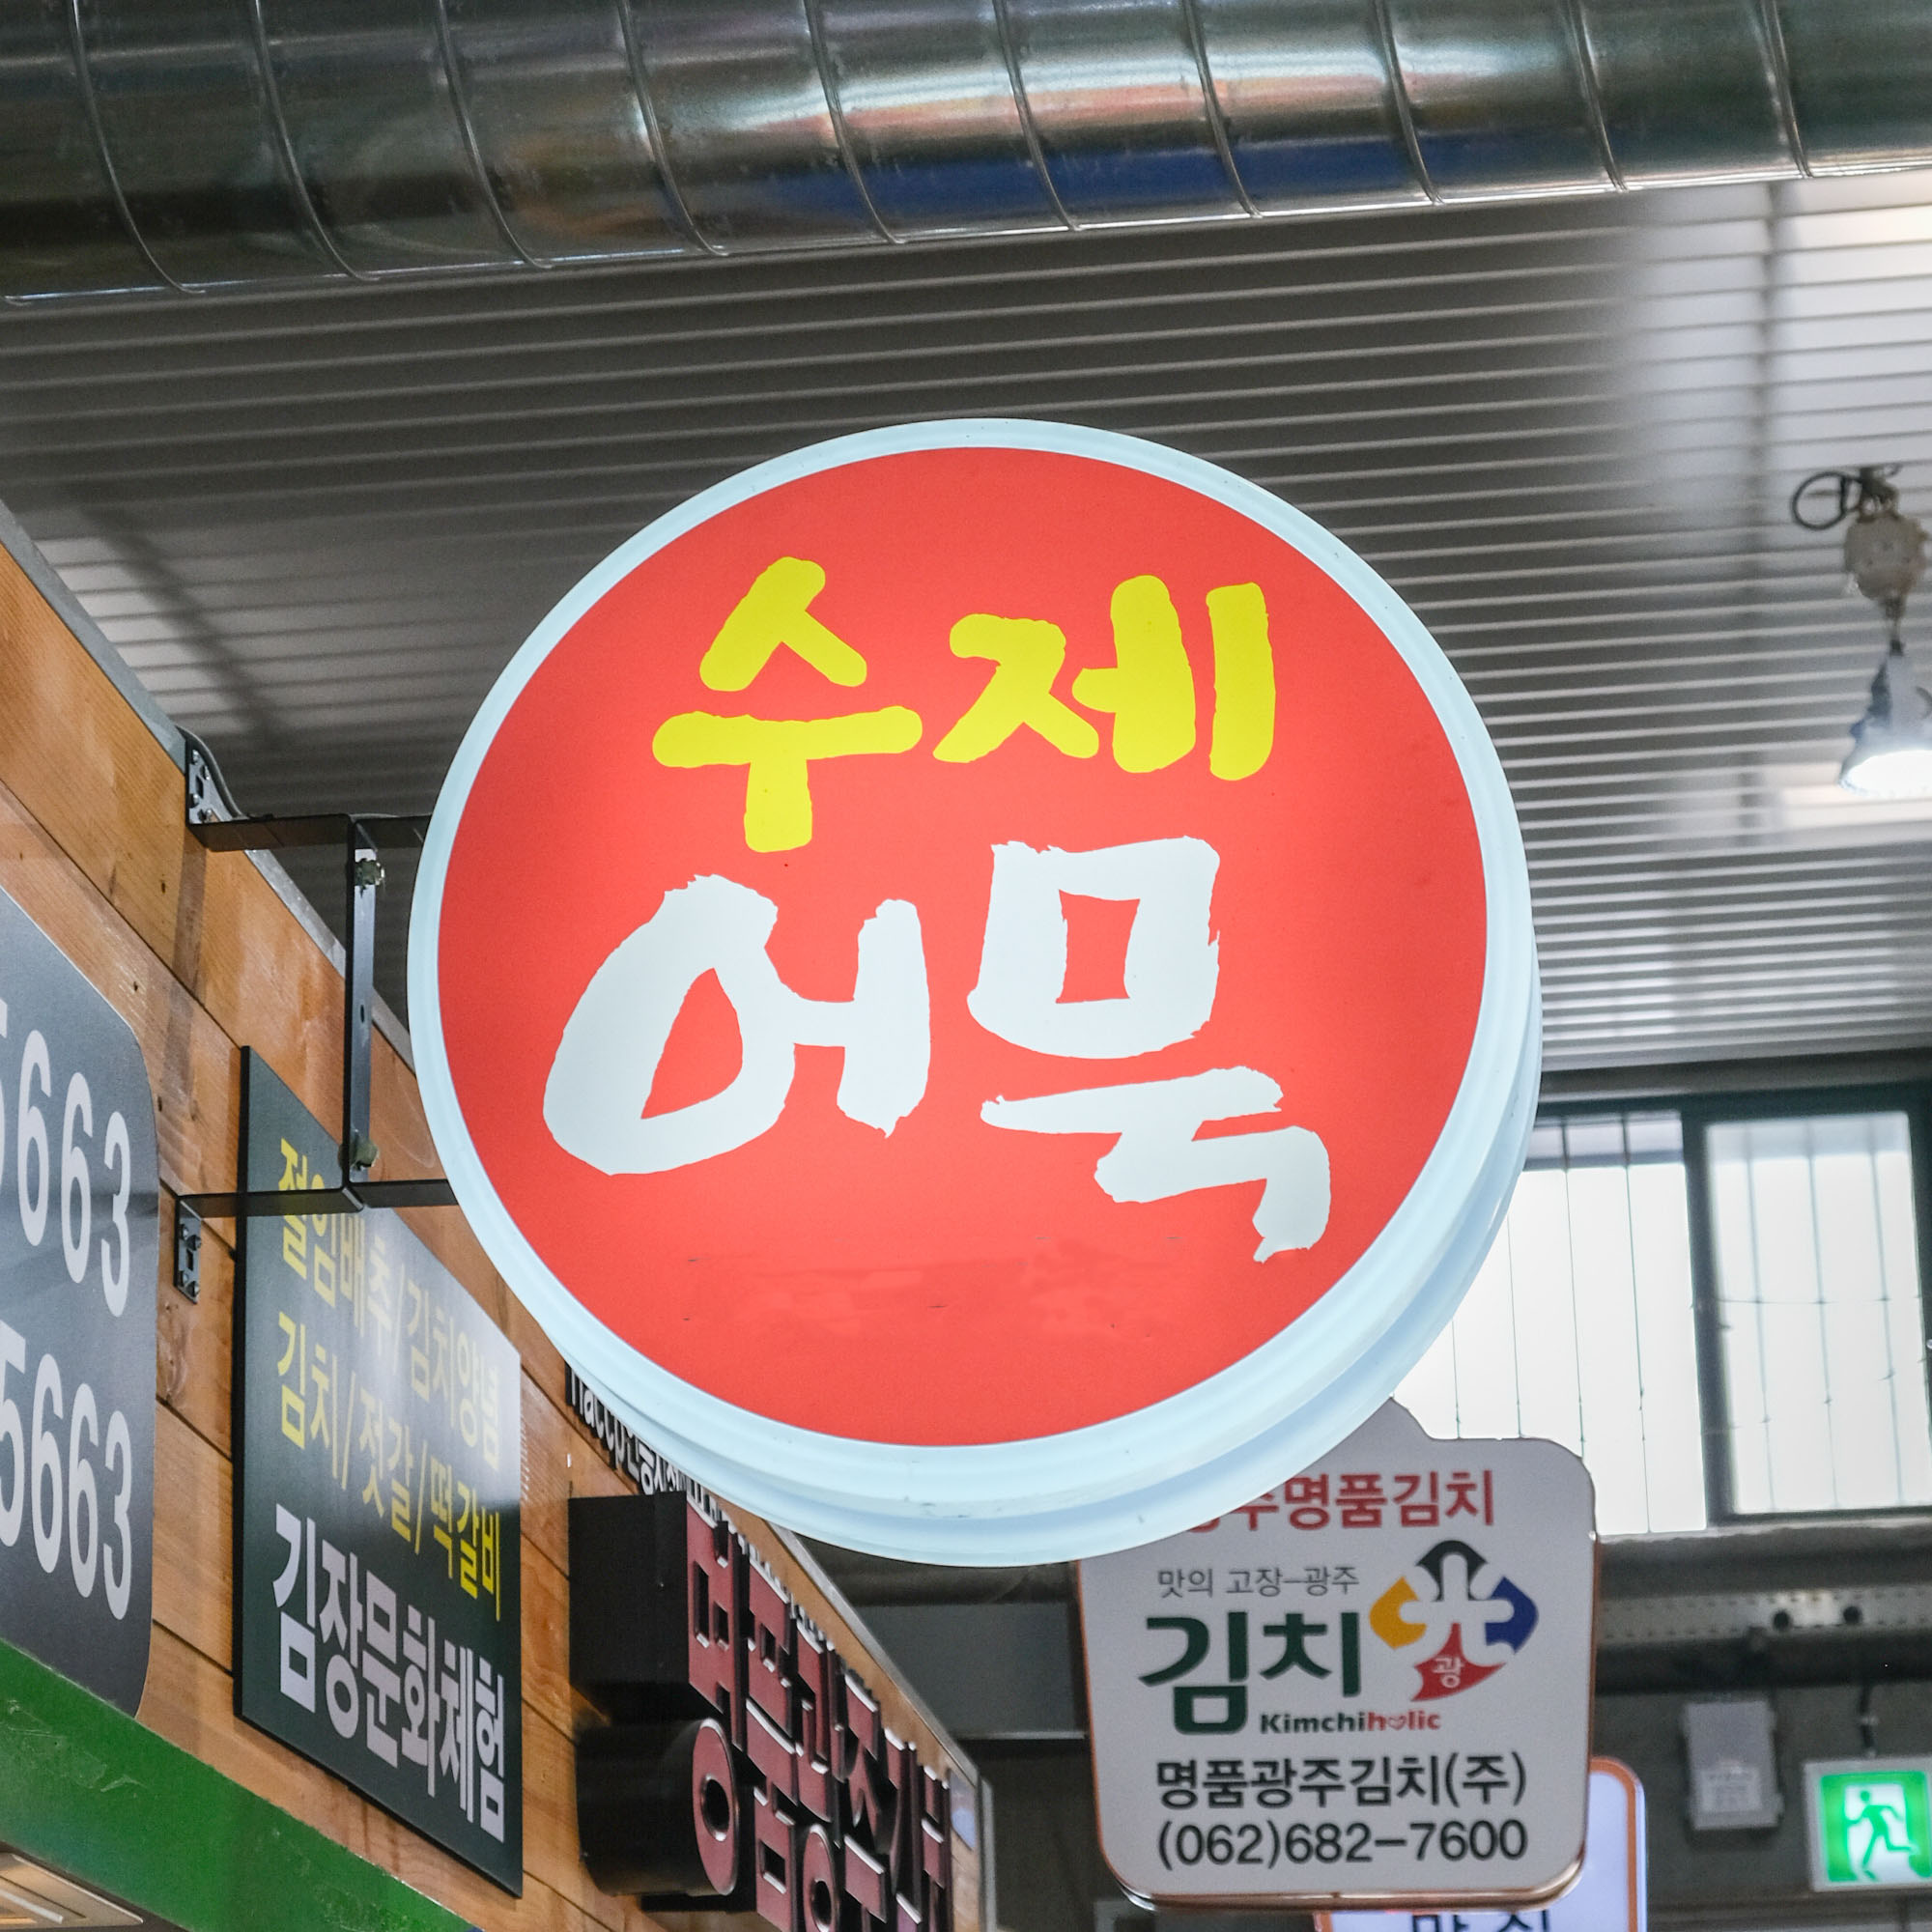 수제
어묵
5663
5663
절임배추/김치양념
김치/젓갈/떡갈비
김장문화체험
명품김치
맛의 고장-광주
김치
광
Kimchiholic
명품광주김치(주)
(062)682-7600